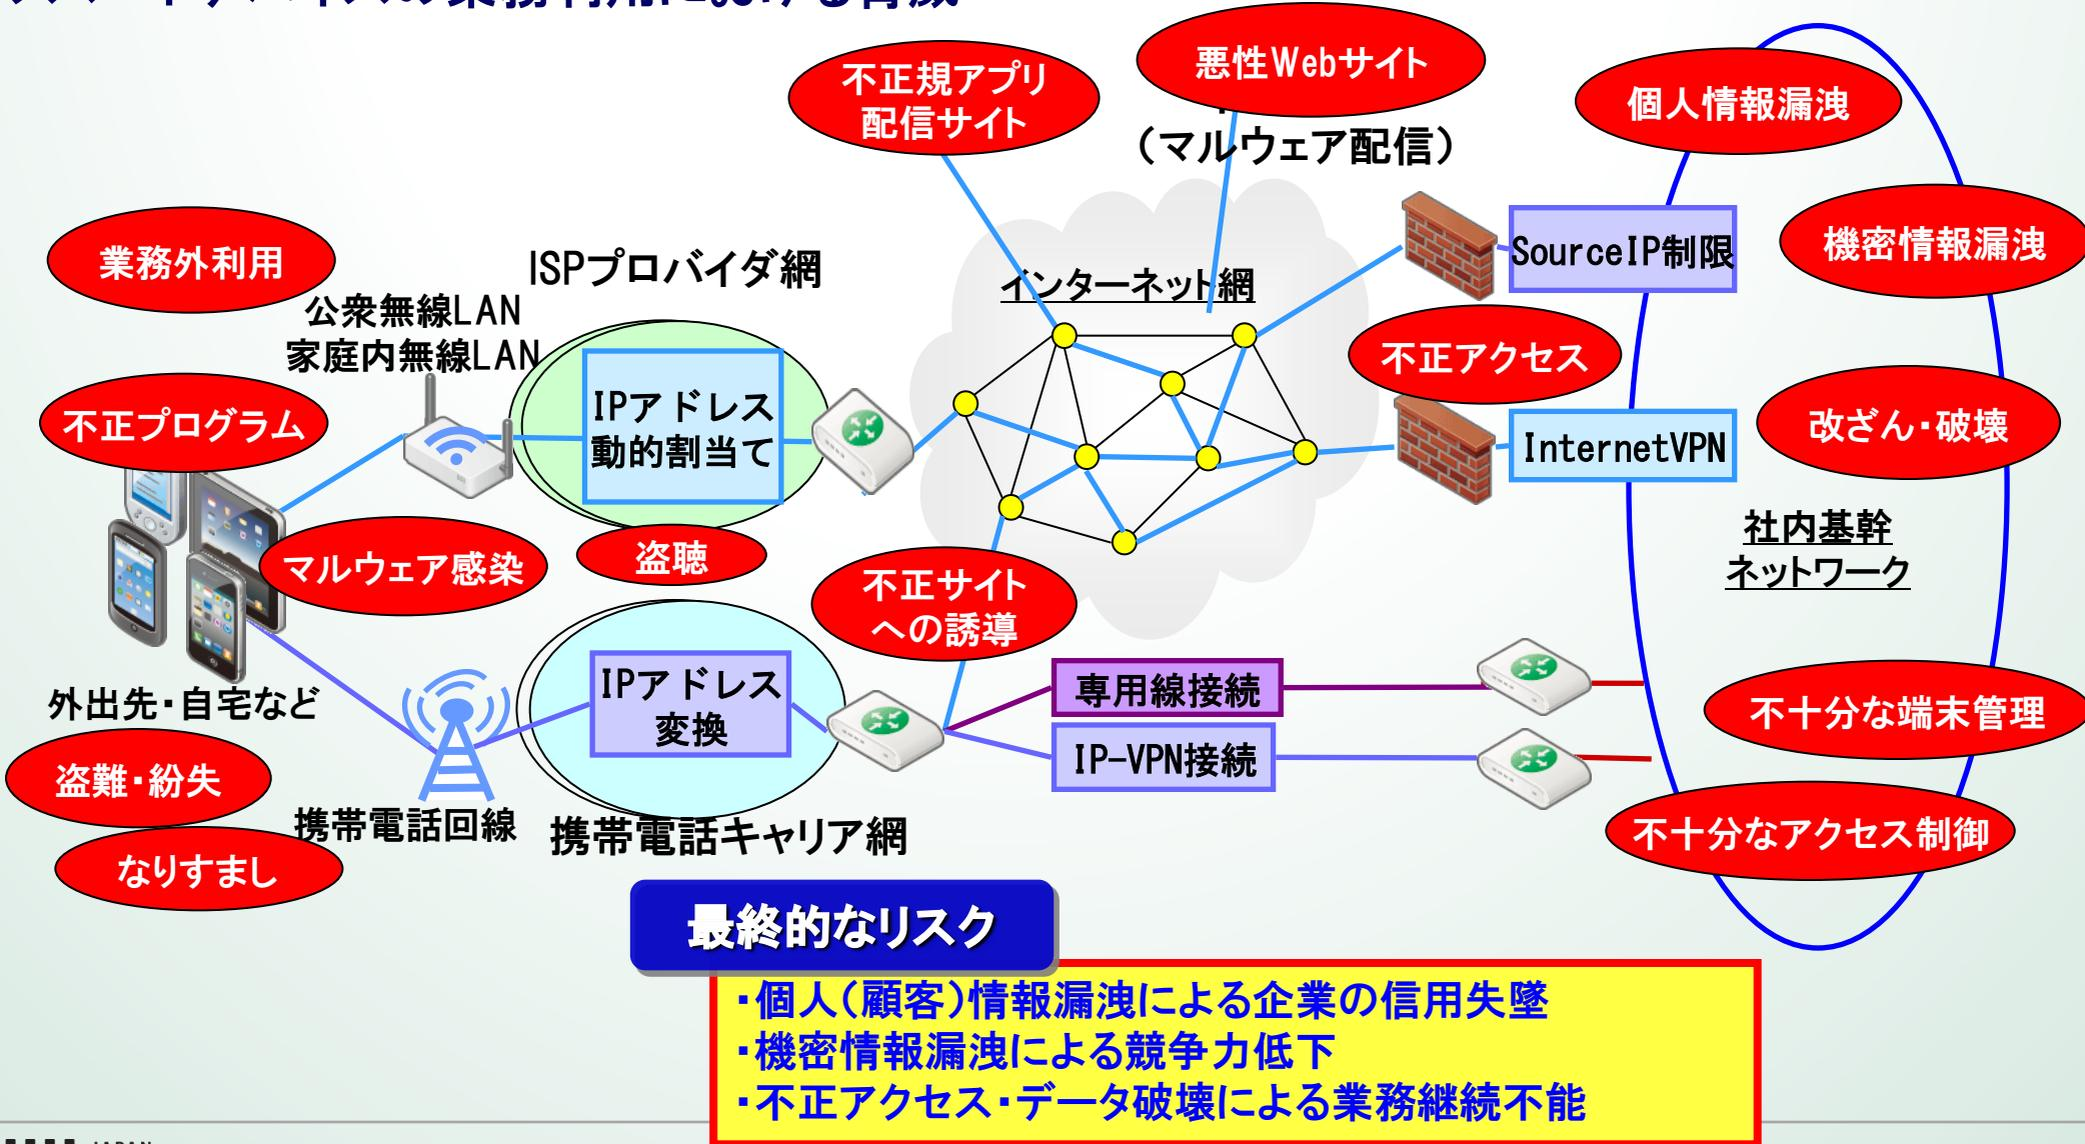 の業務利用における脅威
不正規アプリ
配信サイト
悪性Webサイト
(マルウェア配信)
個人情報漏洩
機密情報漏洩
業務外利用
ISPプロバイダ網
公衆無線LAN
家庭内無線LAN
インターネット網
SourceIP制限
不正アクセス
IPアドレス
動的割当て
不正プログラム
InternetVPN
改ざん・破壊
社内基幹
ネットワーク
マルウェア感染
盗聴
不正サイト
への誘導
IPアドレス
変換
専用線接続
IP-VPN接続
外出先・自宅など
不十分な端末管理
盗難・紛失
携帯電話回線
携帯電話キャリア網
不十分なアクセス制御
なりすまし
最終的なリスク
・個人(顧客)情報漏洩による企業の信用失墜
・機密情報漏洩による競争力低下
・不正アクセス・データ破壊による業務継続不能